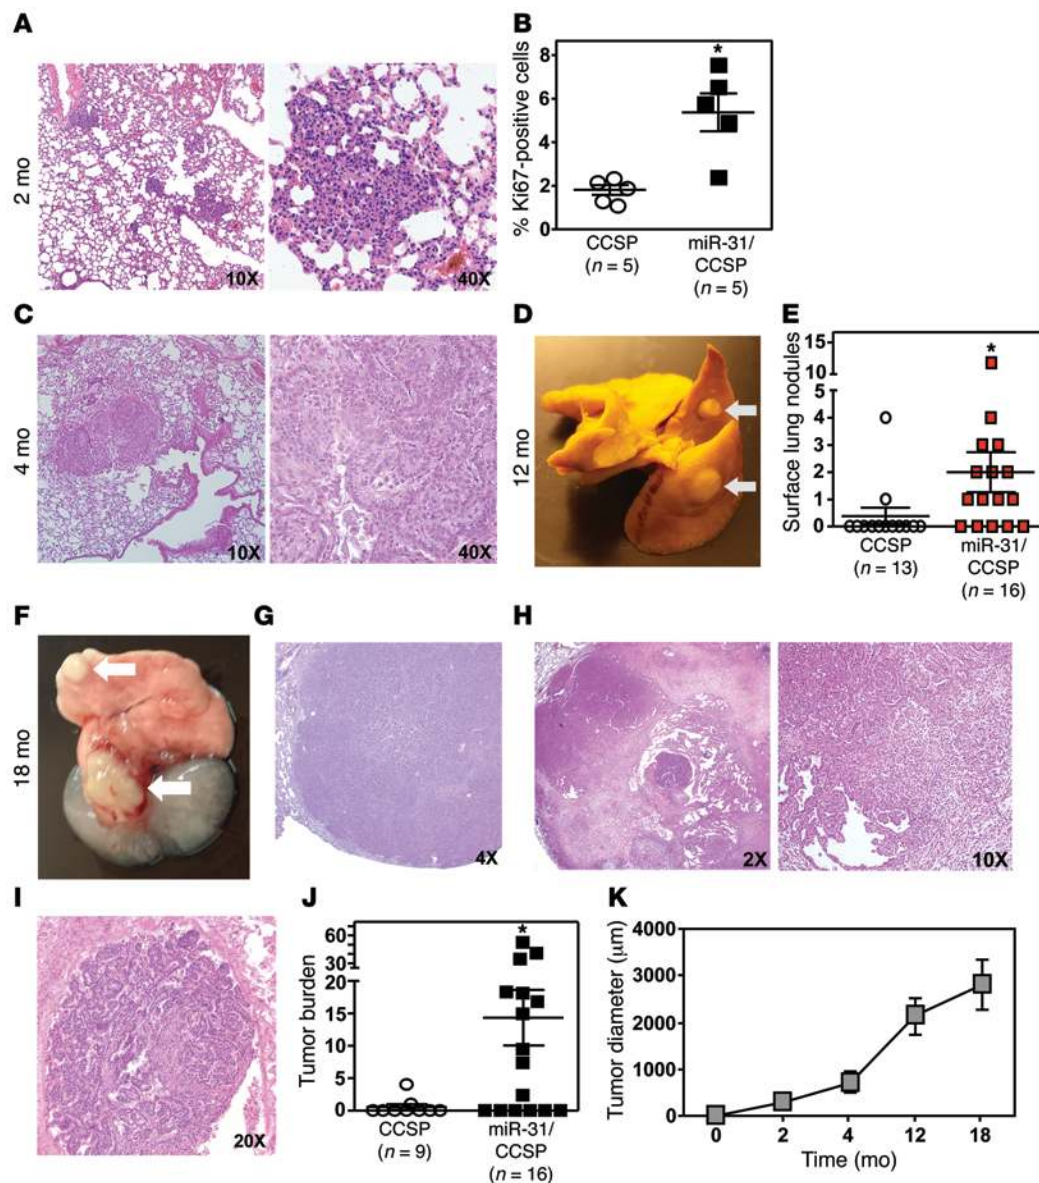 A
2 mo
10X
40X
B
% Ki67-positive cells
8
6
4
2
0
*
CCSP
(n = 5)
miR-31/
CCSP
(n = 5)
C
4 mo
10X
40X
D
12 mo
E
Surface lung nodules
15
10
5
4
3
2
1
0
*
CCSP
(n = 13)
miR-31/
CCSP
(n = 16)
F
18 mo
G
4X
H
2X
10X
I
20X
J
Tumor burden
60
30
20
15
10
5
0
*
CCSP
(n = 9)
miR-31/
CCSP
(n = 16)
K
Tumor diameter (µm)
4000
3000
2000
1000
0
0 2 4 12 18
Time (mo)